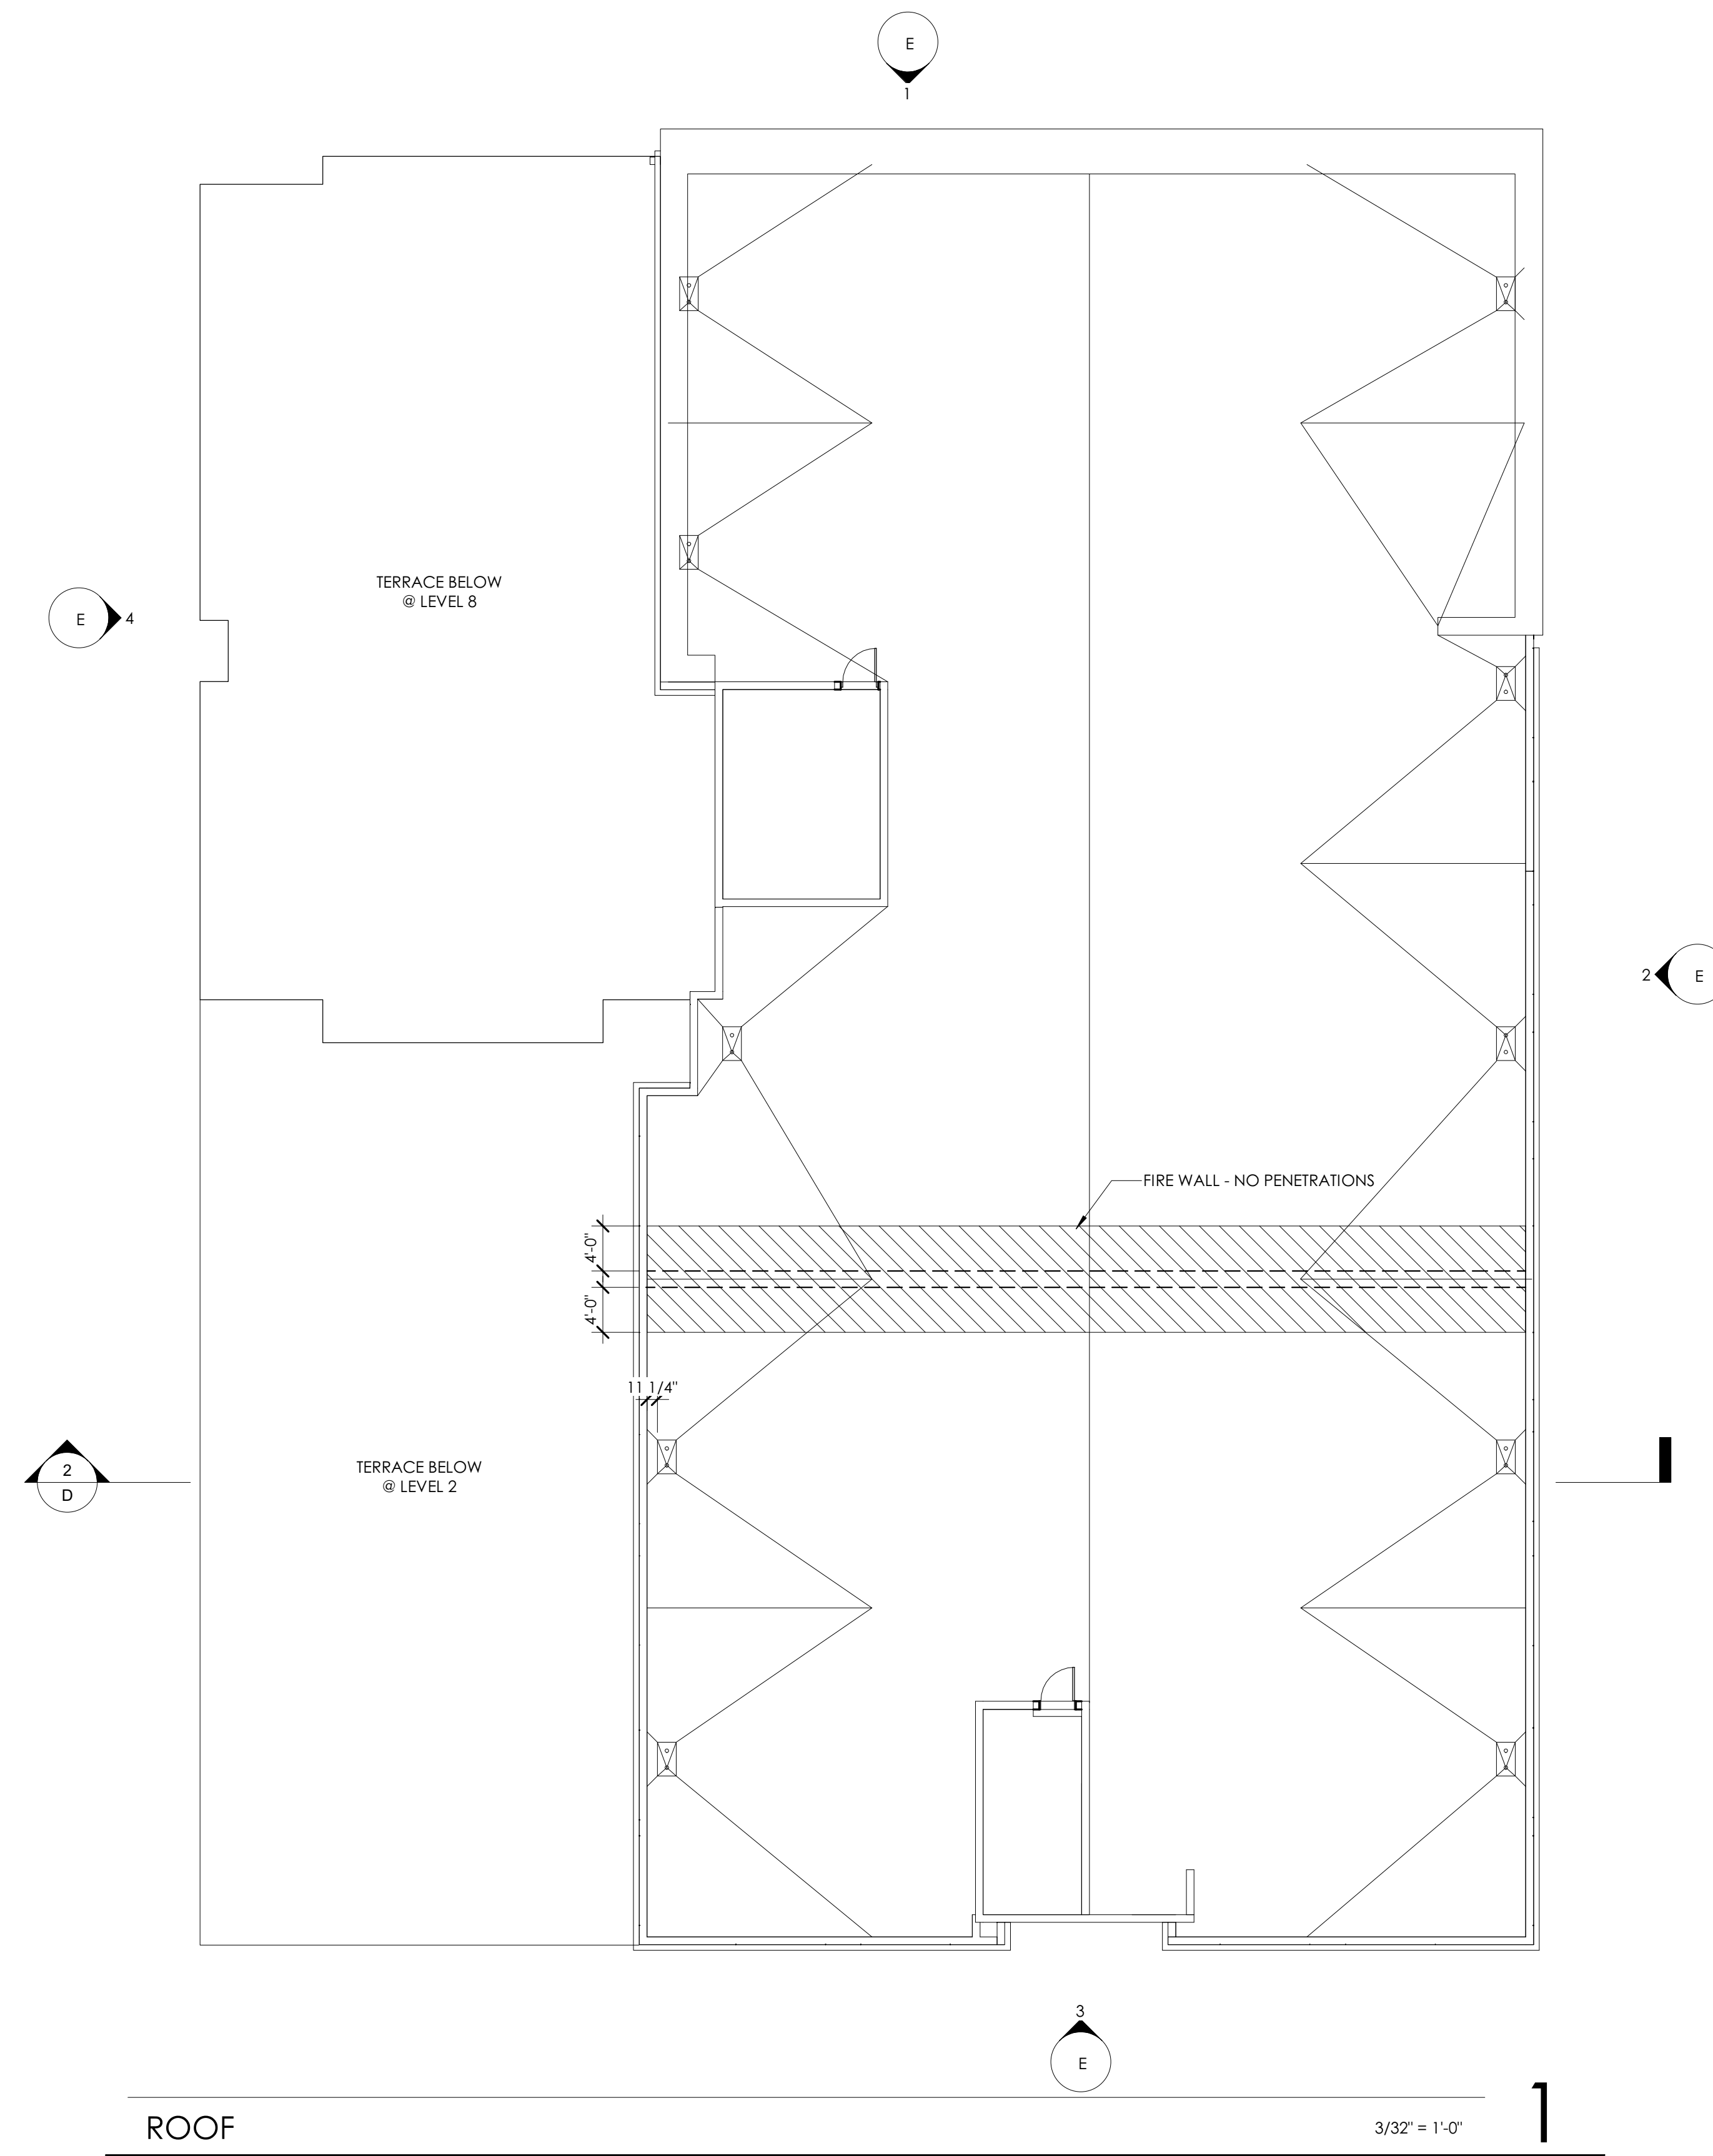 E
1
TERRACE BELOW
@ LEVEL 8
E
4
2
E
FIRE WALL - NO PENETRATIONS
4'-0"
4'-0"
11 1/4"
TERRACE BELOW
@ LEVEL 2
2
D
3
E
ROOF
3/32" = 1'-0"
1